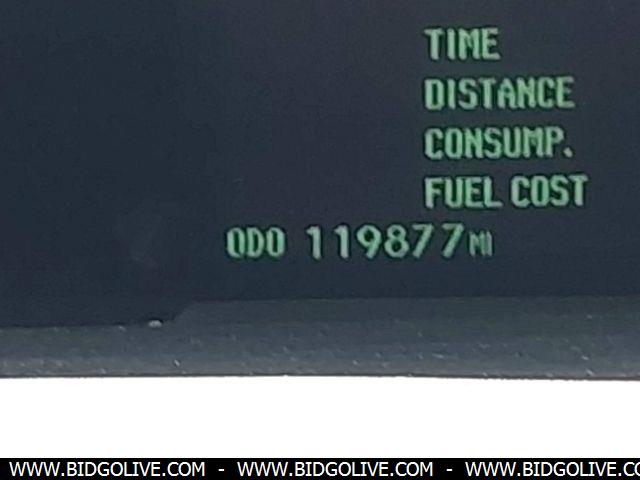 TIME
DISTANCE
CONSUMP.
FUEL COST
ODO 119877 MI
WWW.BIDGOLIVE.COM - WWW.BIDGOLIVE.COM - WWW.BIDGOLIVE.CO